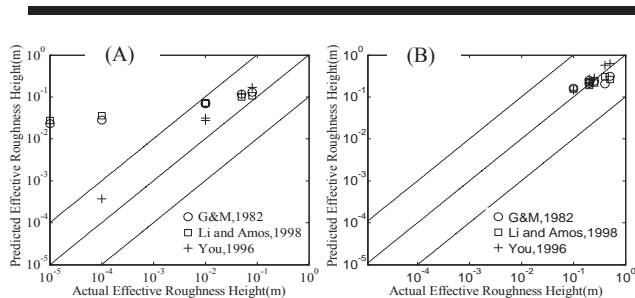 (A)
Predicted Effective Roughness Height(m)
10^0
10^-1
10^-2
10^-3
10^-4
10^-5
G&M,1982
Li and Amos,1998
You,1996
10^-5
10^-4
10^-3
10^-2
10^-1
10^0
Actual Effective Roughness Height(m)
(B)
Predicted Effective Roughness Height(m)
10^0
10^-1
10^-2
10^-3
10^-4
10^-5
G&M,1982
Li and Amos,1998
You,1996
10^-4
10^-3
10^-2
10^-1
10^0
Actual Effective Roughness Height(m)